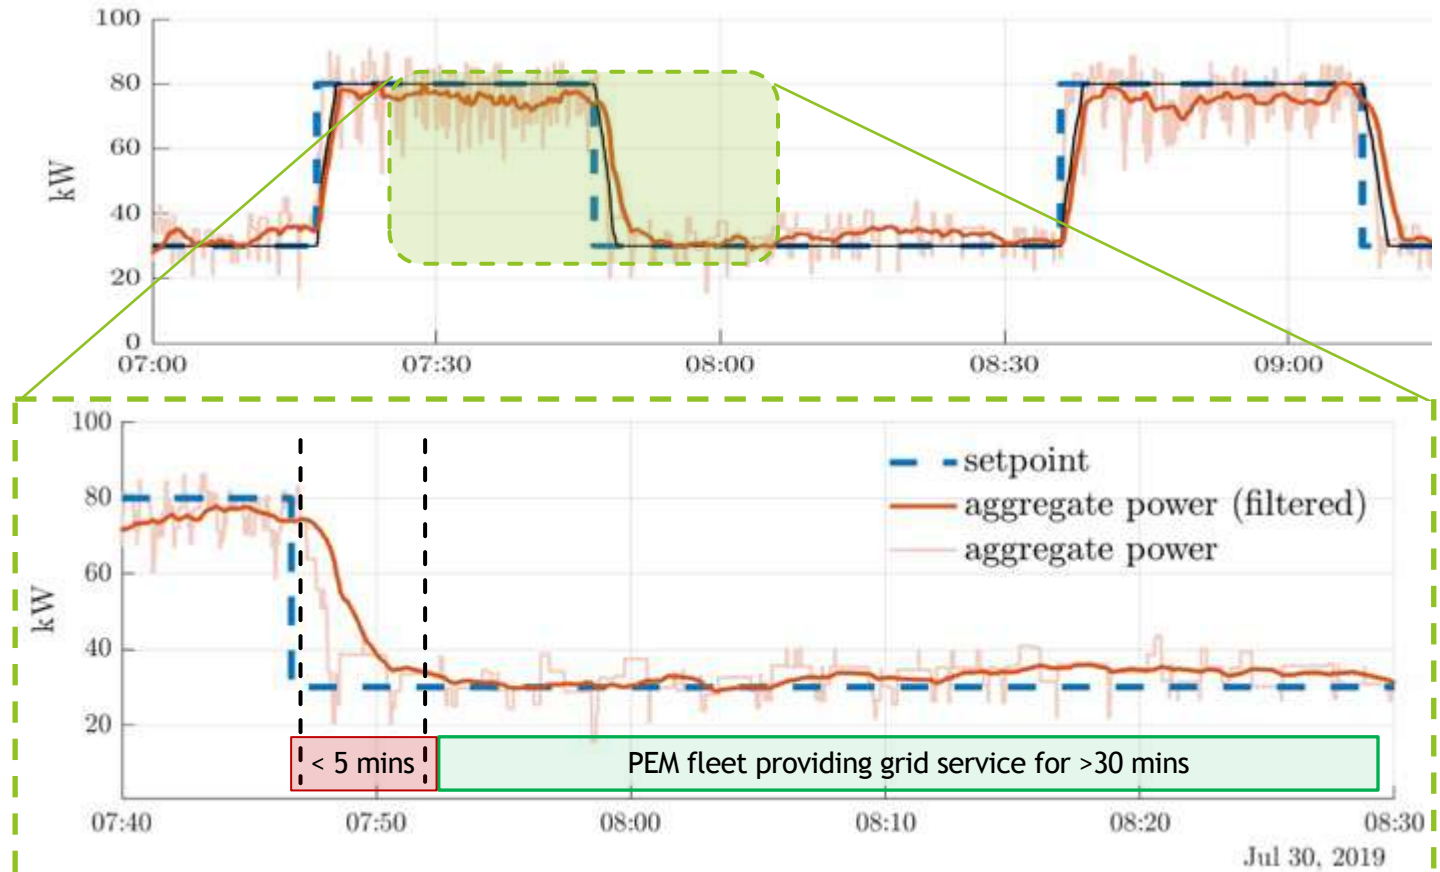 100
80
60
40
20
0
kW
07:00 07:30 08:00 08:30 09:00
100
80
60
40
20
kW
setpoint
aggregate power (filtered)
aggregate power
< 5 mins
PEM fleet providing grid service for >30 mins
07:40 07:50 08:00 08:10 08:20 08:30
Jul 30, 2019